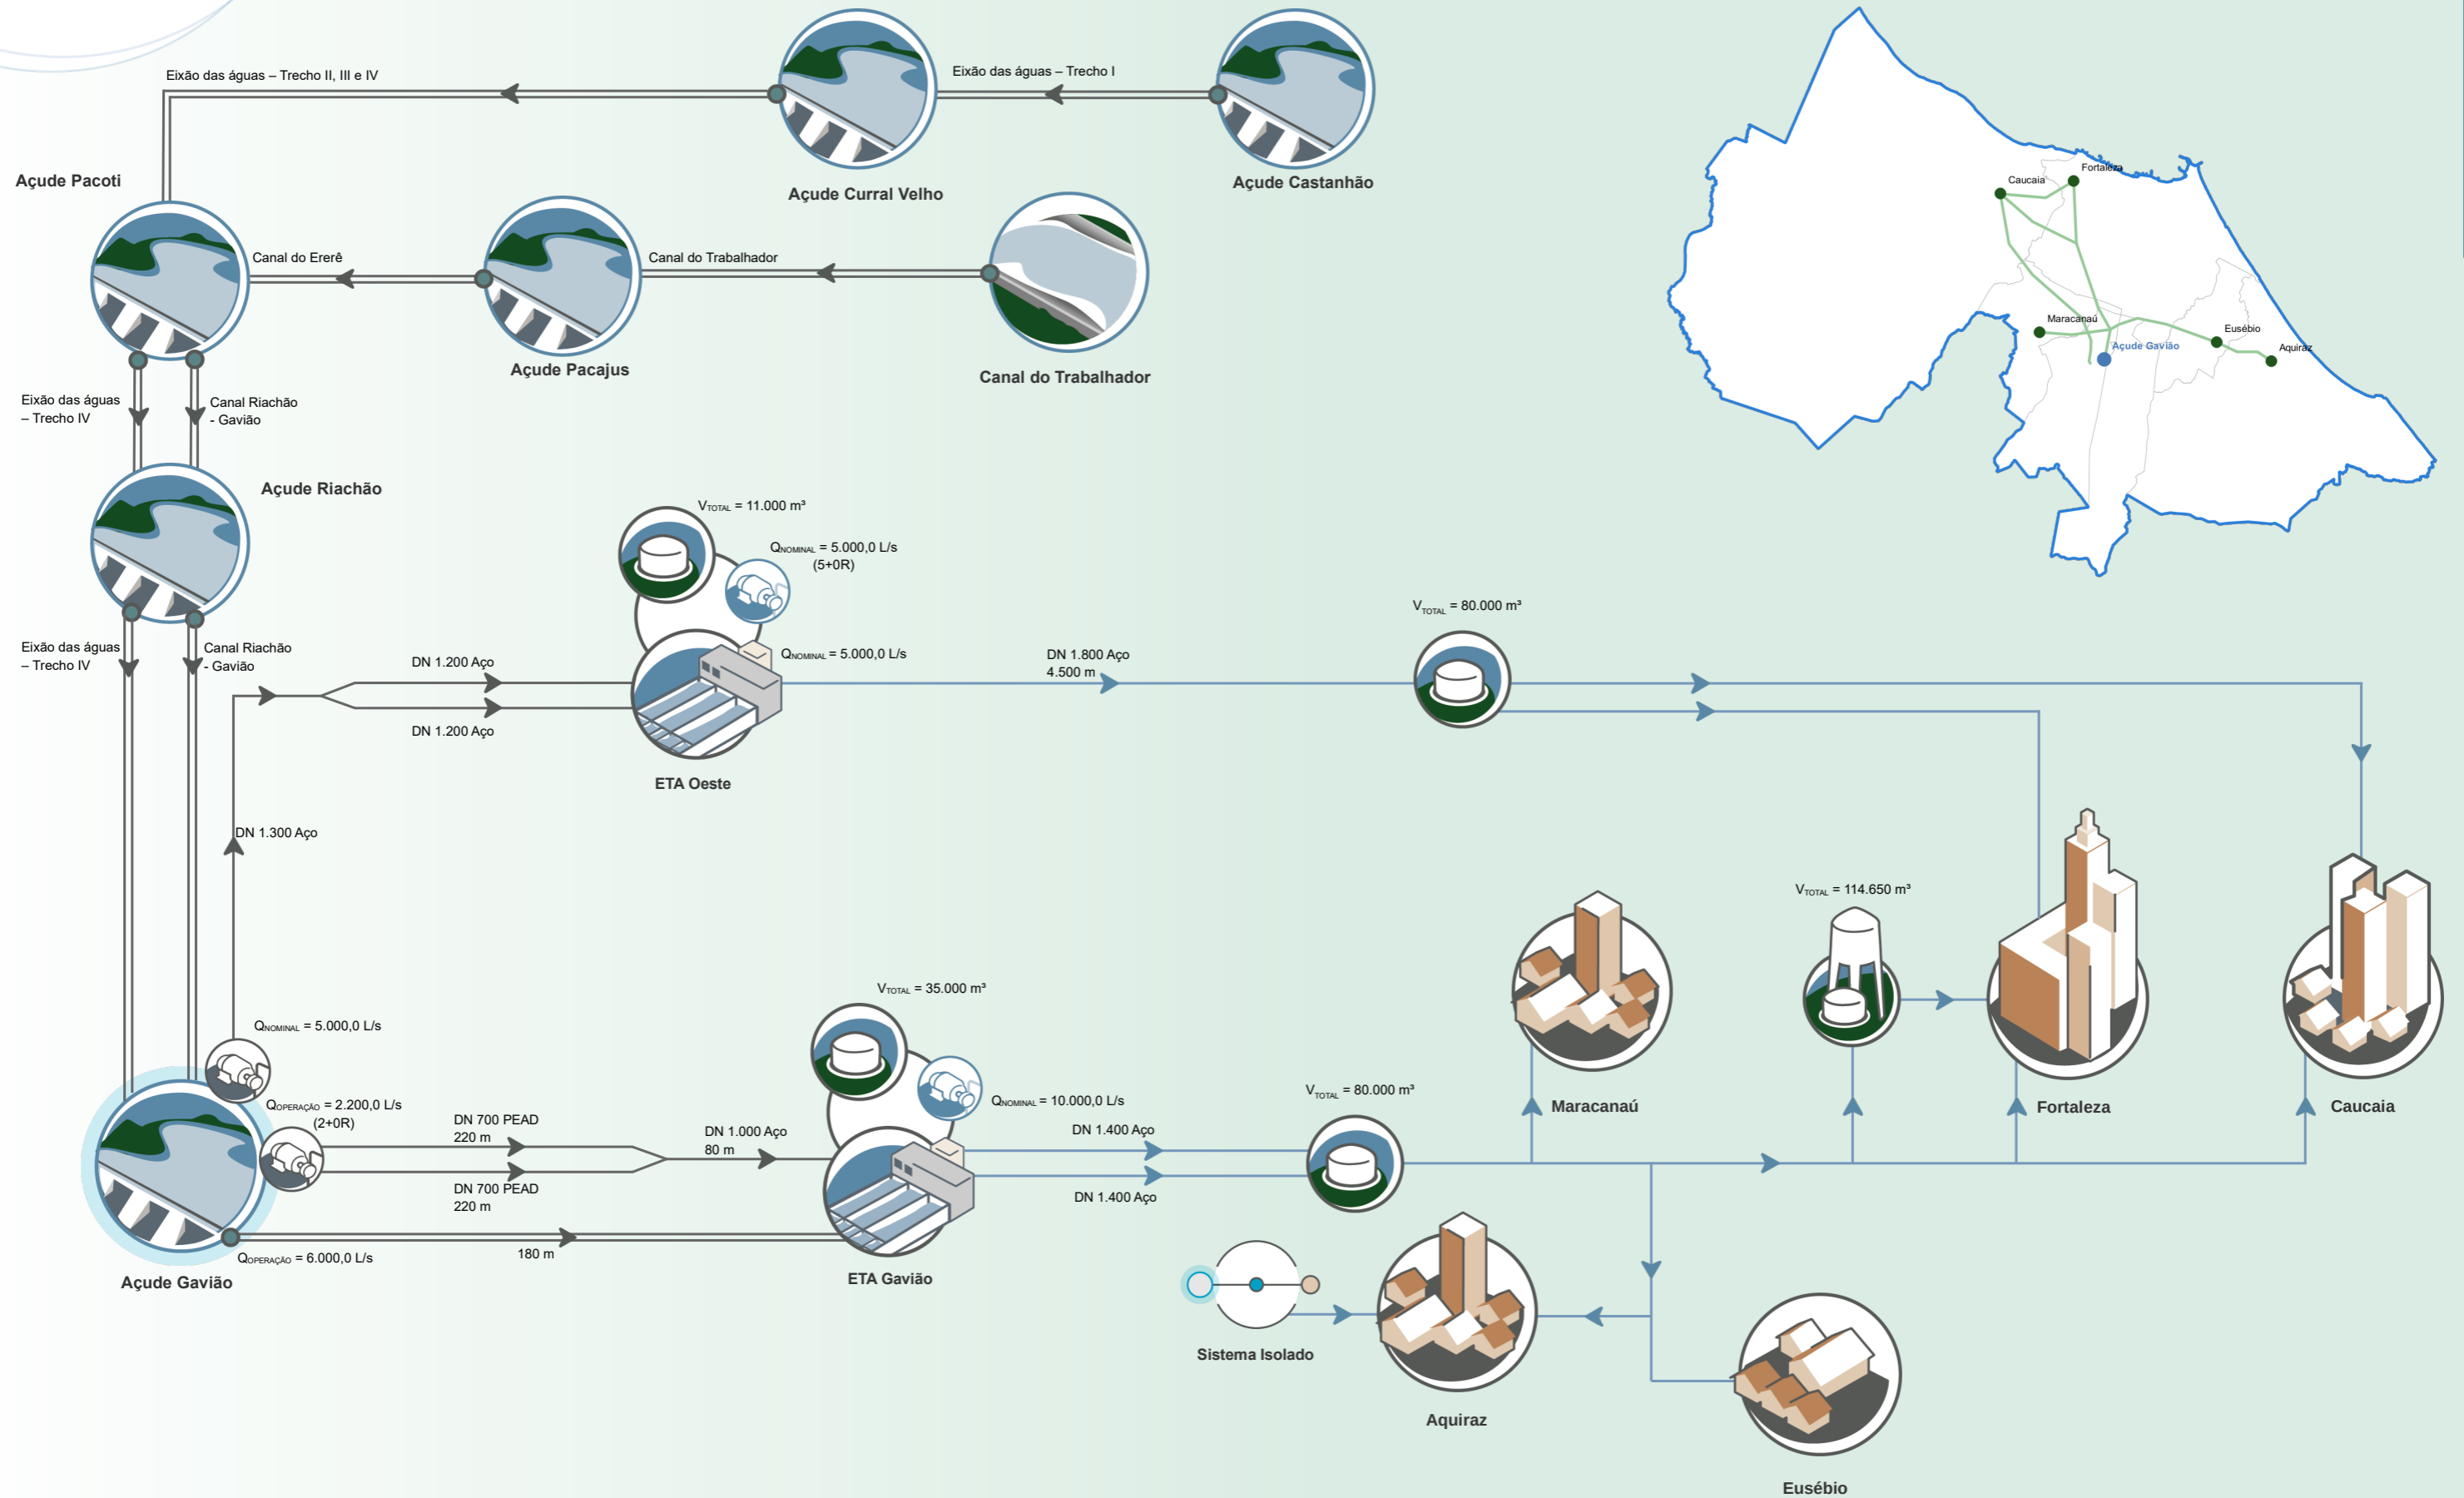 Eixão das águas – Trecho II, III e IV
Eixão das águas – Trecho I
Açude Pacoti
Açude Curral Velho
Açude Castanhão
Canal do Ererê
Canal do Trabalhador
Açude Pacajus
Canal do Trabalhador
Eixão das águas
– Trecho IV
Canal Riachão
- Gavião
Açude Riachão
Caucaia
Fortaleza
Maracanaú
Açude Gavião
Eusébio
Aquiraz
VTOTAL = 11.000 m³
QNOMINAL = 5.000,0 L/s
(5+0R)
VTOTAL = 80.000 m³
Eixão das águas
– Trecho IV
Canal Riachão
- Gavião
DN 1.200 Aço
QNOMINAL = 5.000,0 L/s
DN 1.800 Aço
4.500 m
DN 1.200 Aço
ETA Oeste
DN 1.300 Aço
VTOTAL = 114.650 m³
VTOTAL = 35.000 m³
QNOMINAL = 5.000,0 L/s
QOPERAÇÃO = 2.200,0 L/s
(2+0R)
DN 700 PEAD
220 m
DN 1.000 Aço
80 m
QNOMINAL = 10.000,0 L/s
DN 1.400 Aço
VTOTAL = 80.000 m³
Maracanaú
Fortaleza
Caucaia
DN 700 PEAD
220 m
DN 1.400 Aço
QOPERAÇÃO = 6.000,0 L/s
180 m
Açude Gavião
ETA Gavião
Sistema Isolado
Aquiraz
Eusébio